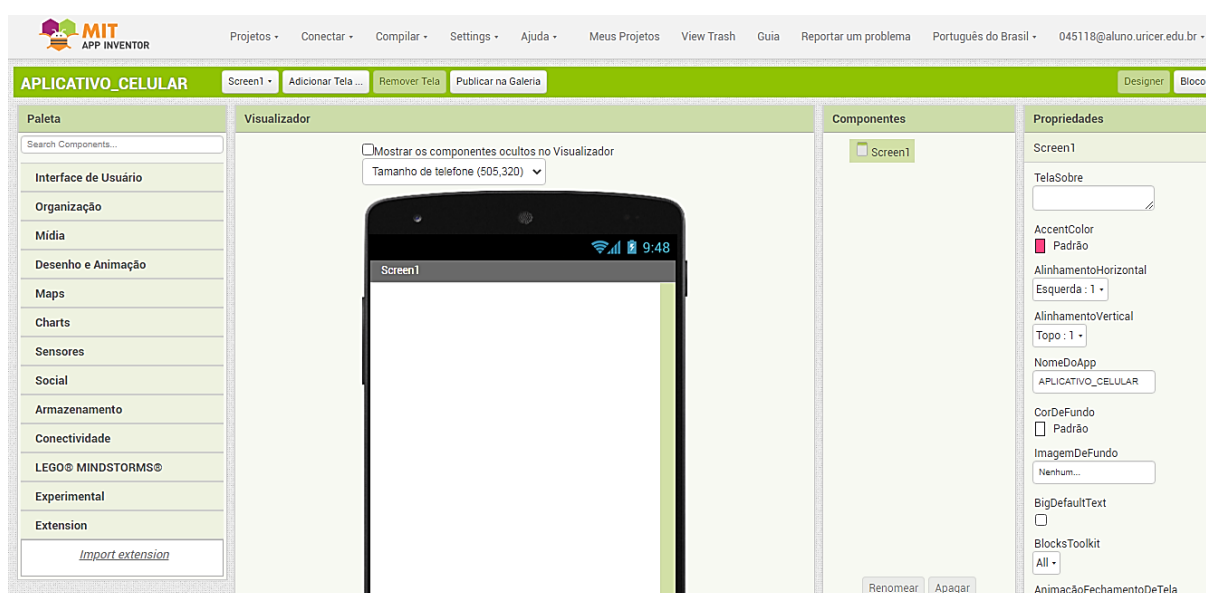 MIT
APP INVENTOR
Projetos Conectar Compilar Settings Ajuda Meus Projetos View Trash Guia Reportar um problema Português do Brasil 045118@aluno.uricer.edu.br
APLICATIVO_CELULAR
Screen1 Adicionar Tela ... Remover Tela Publicar na Galeria Designer Bloco
Paleta
Search Components...
Interface de Usuário
Organização
Mídia
Desenho e Animação
Maps
Charts
Sensores
Social
Armazenamento
Conectividade
LEGO® MINDSTORMS®
Experimental
Extension
Import extension
Visualizador
Mostrar os componentes ocultos no Visualizador
Tamanho de telefone (505,320)
9:48
Screen1
Componentes
Screen1
Renomear Apagar
Propriedades
Screen1
TelaSobre
AccentColor
Padrão
AlinhamentoHorizontal
Esquerda : 1
AlinhamentoVertical
Topo : 1
NomeDoApp
APLICATIVO_CELULAR
CorDeFundo
Padrão
ImagemDeFundo
Nenhum...
BigDefaultText
BlocksToolkit
All
AnimaçãoFechamentoDeTela